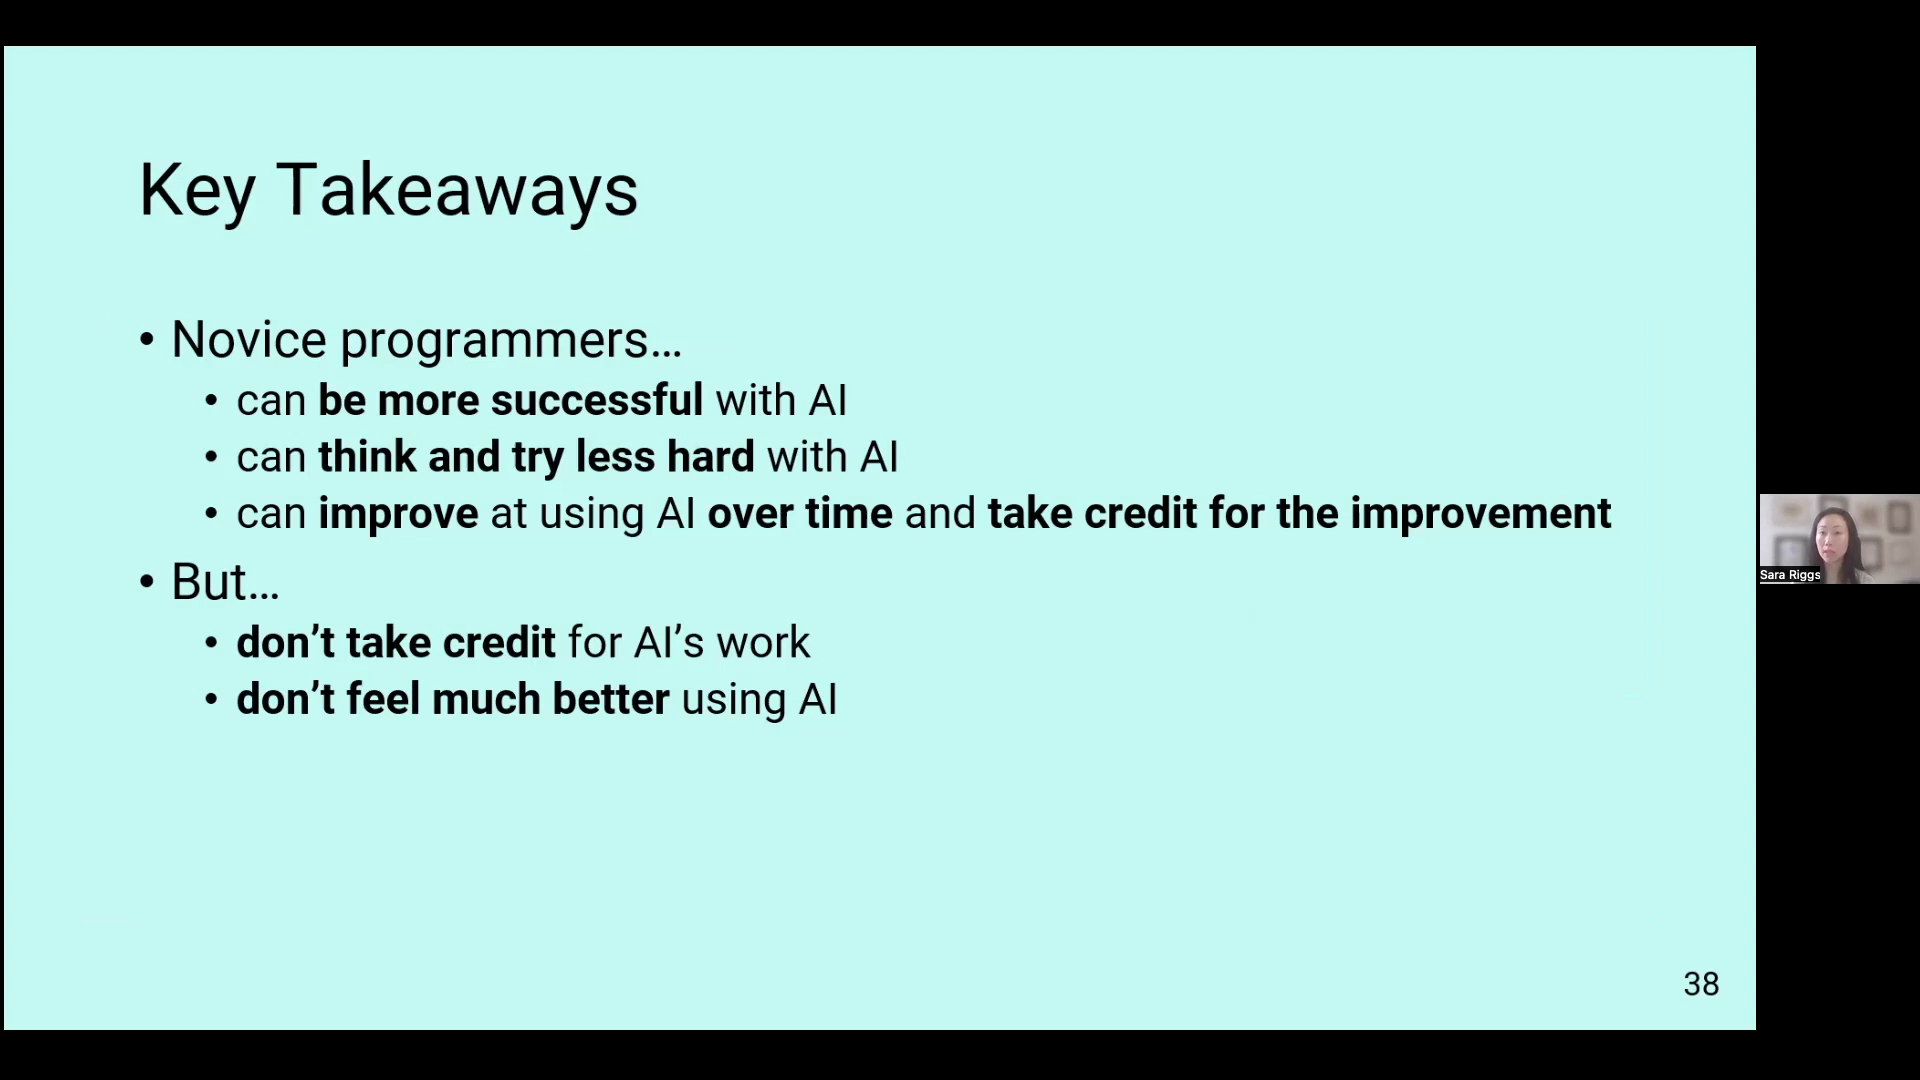 Key Takeaways
• Novice programmers…
• can be more successful with AI
• can think and try less hard with AI
• can improve at using AI over time and take credit for the improvement
• But…
• don’t take credit for AI’s work
• don’t feel much better using AI
Sara Riggs
38